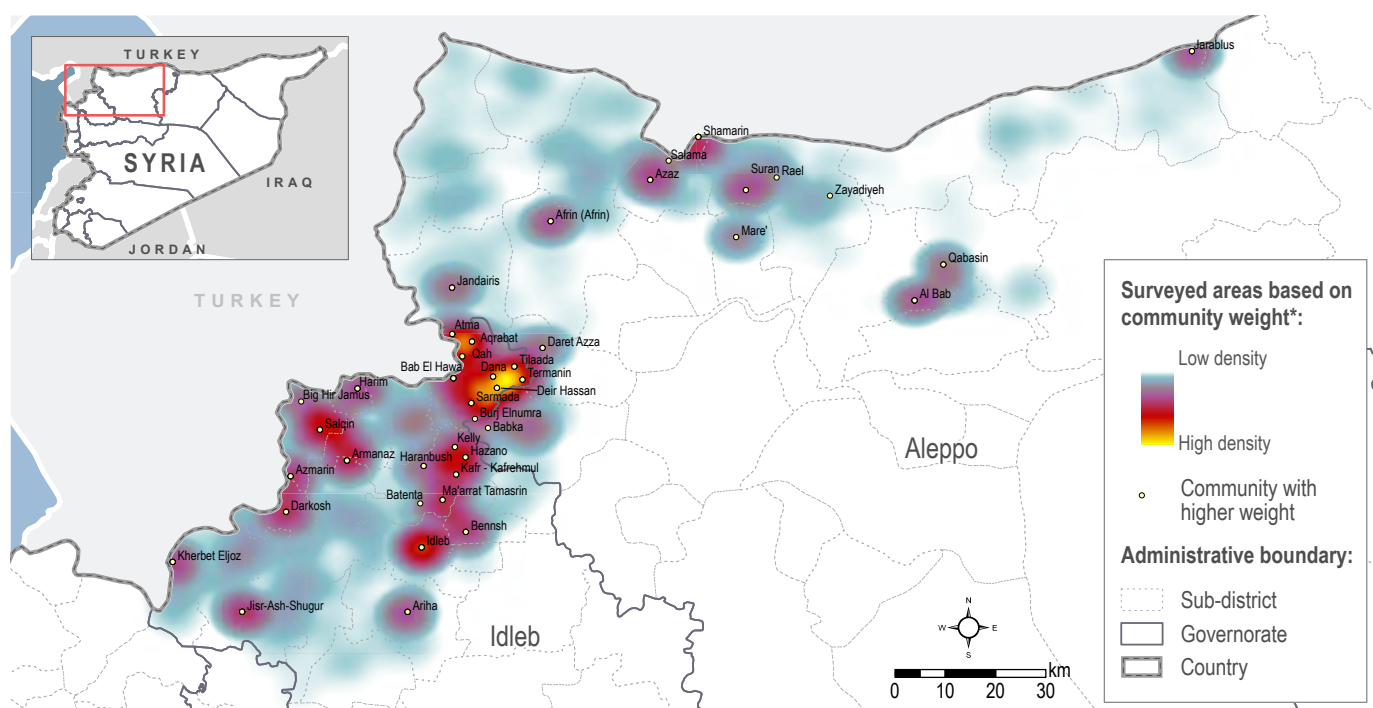 TURKEY
SYRIA
IRAQ
JORDAN
TURKEY
Jarablus
Shamarin
Salama
Azaz
Suran
Rael
Zayadiyeh
Afrin (Afrin)
Mare'
Qabasin
Al Bab
Jandairis
Atma
Aqrabat
Daret Azza
Qah
Tilaada
Bab El Hawa
Dana
Termanin
Harim
Deir Hassan
Big Hir Jamus
Sarmada
Burj Elnumra
Salqin
Babka
Kelly
Armanaz
Haranbush
Hazano
Azmarin
Kafr - Kafrehmul
Batenta
Ma'arrat Tamasrin
Darkosh
Bennsh
Idleb
Kherbet Eljoz
Jisr-Ash-Shugur
Ariha
Idleb
Aleppo
N
W
E
S
km
0 10 20 30
Surveyed areas based on
community weight*:
Low density
High density
Community with
higher weight
Administrative boundary:
Sub-district
Governorate
Country